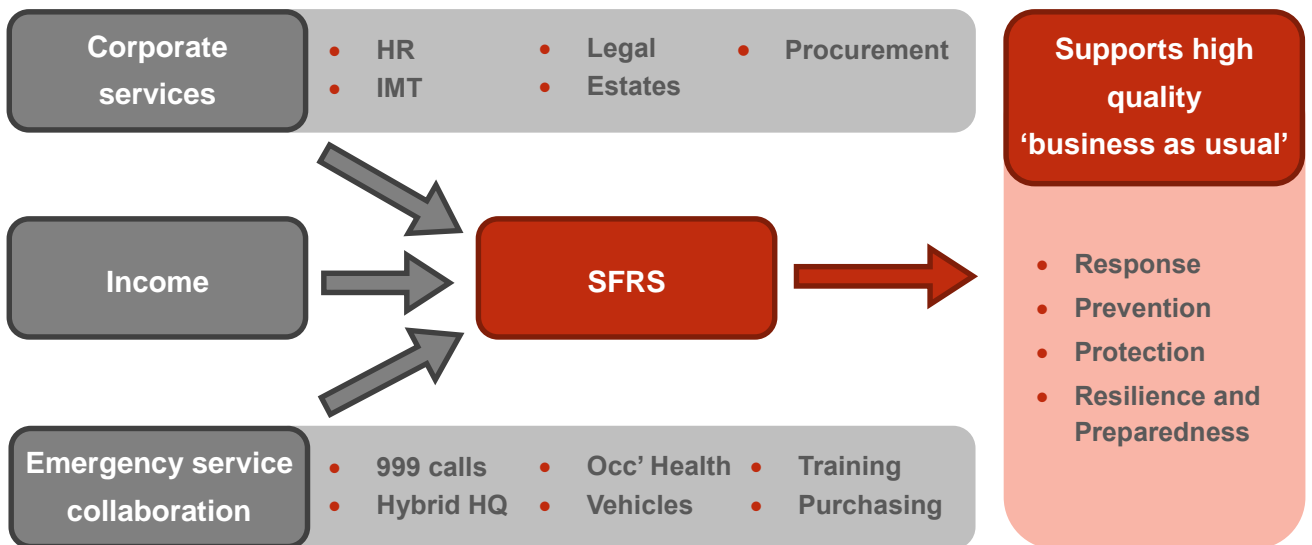 Corporate
services
• HR
• IMT
• Legal
• Estates
• Procurement
Income
SFRS
Emergency service
collaboration
• 999 calls
• Hybrid HQ
• Occ’ Health
• Vehicles
• Training
• Purchasing
Supports high
quality
‘business as usual’
• Response
• Prevention
• Protection
• Resilience and
Preparedness